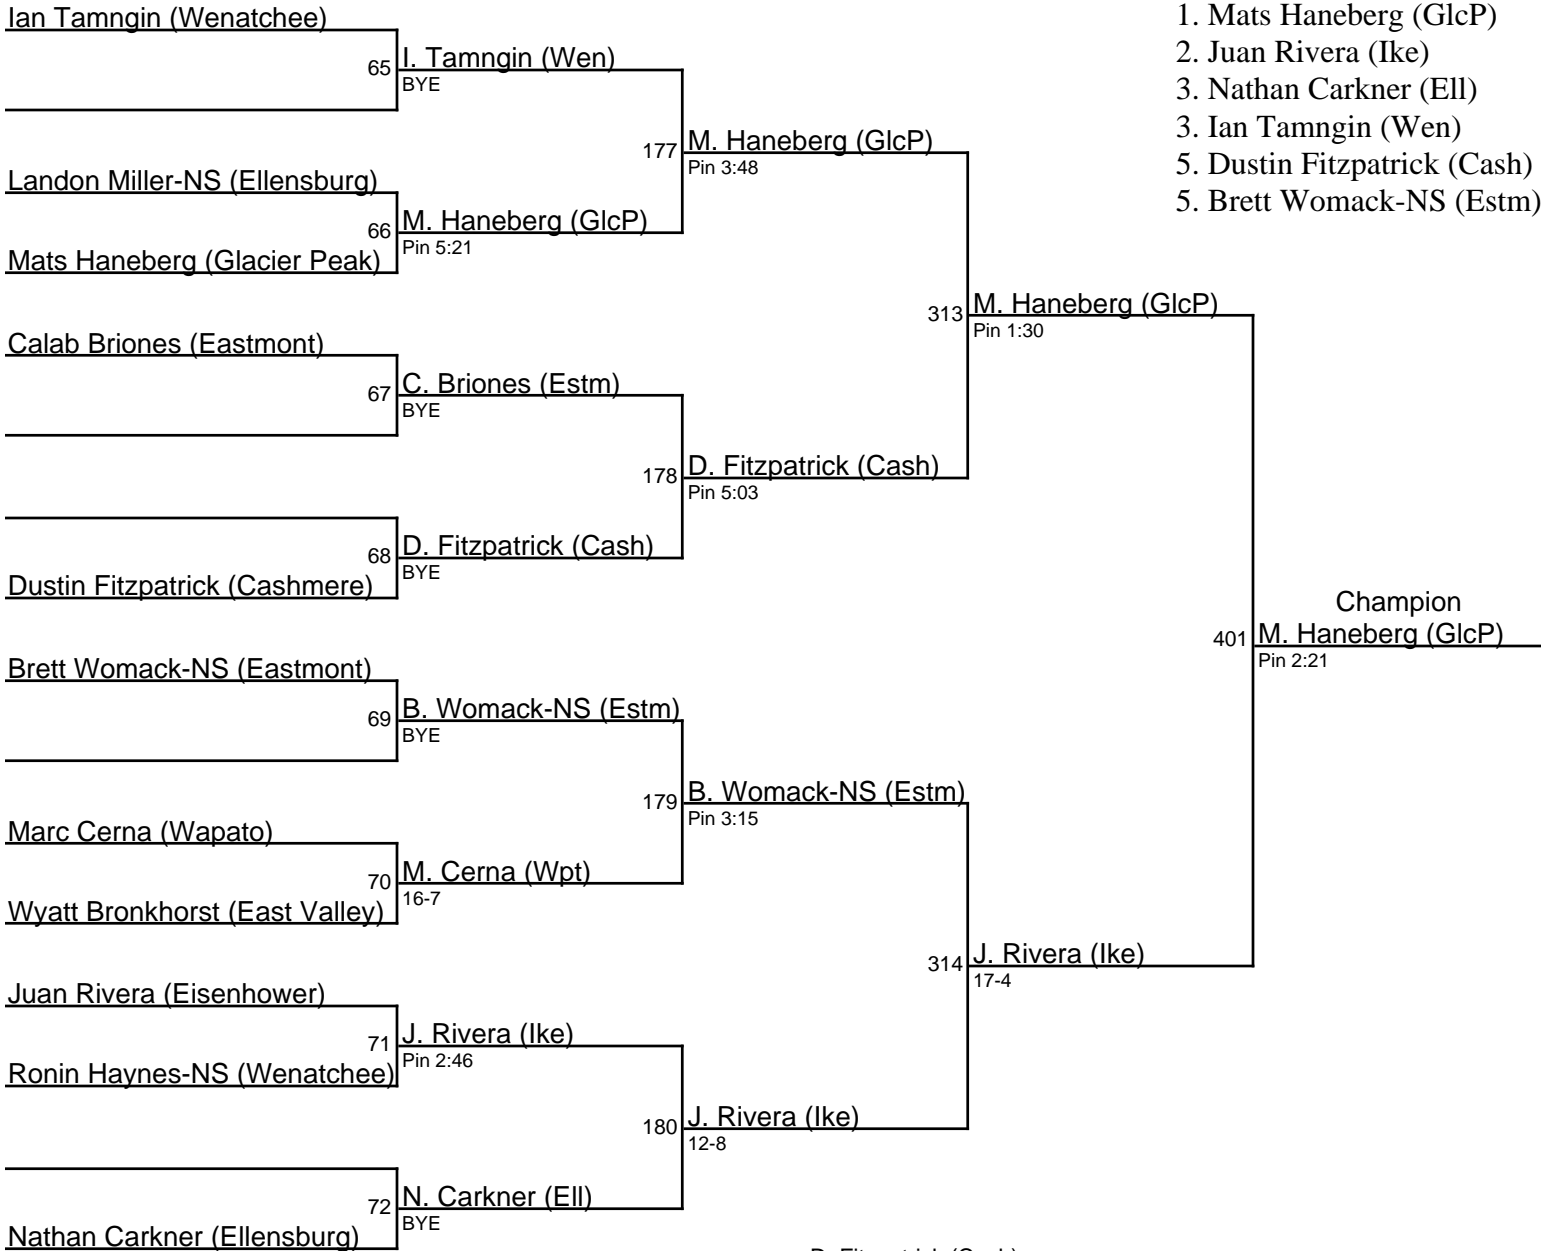 Ian Tamngin (Wenatchee)
65
I. Tamngin (Wen)
BYE
177
M. Haneberg (GlcP)
Pin 3:48
Landon Miller-NS (Ellensburg)
66
M. Haneberg (GlcP)
Pin 5:21
Mats Haneberg (Glacier Peak)
313
M. Haneberg (GlcP)
Pin 1:30
Calab Briones (Eastmont)
67
C. Briones (Estm)
BYE
178
D. Fitzpatrick (Cash)
Pin 5:03
68
D. Fitzpatrick (Cash)
BYE
Dustin Fitzpatrick (Cashmere)
Champion
401
M. Haneberg (GlcP)
Pin 2:21
Brett Womack-NS (Eastmont)
69
B. Womack-NS (Estm)
BYE
179
B. Womack-NS (Estm)
Pin 3:15
Marc Cerna (Wapato)
70
M. Cerna (Wpt)
16-7
Wyatt Bronkhorst (East Valley)
314
J. Rivera (Ike)
17-4
Juan Rivera (Eisenhower)
71
J. Rivera (Ike)
Pin 2:46
Ronin Haynes-NS (Wenatchee)
180
J. Rivera (Ike)
12-8
72
N. Carkner (Ell)
BYE
Nathan Carkner (Ellensburg)
1. Mats Haneberg (GlcP)
2. Juan Rivera (Ike)
3. Nathan Carkner (Ell)
3. Ian Tamngin (Wen)
5. Dustin Fitzpatrick (Cash)
5. Brett Womack-NS (Estm)